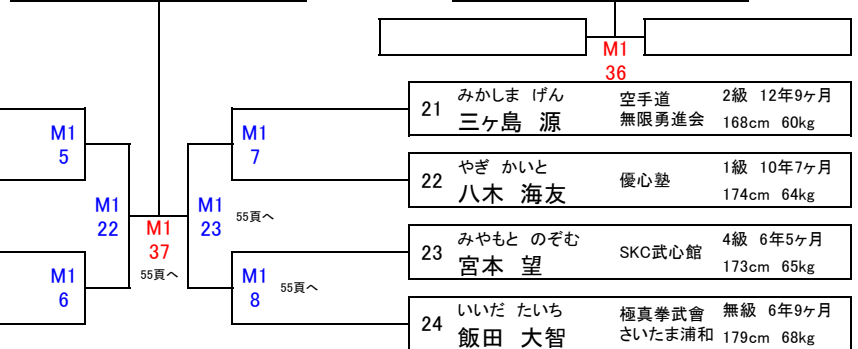 M1
36
21 みかしま げん 空手道 2級 12年9ヶ月
三ヶ島 源 無限勇進会 168cm 60kg
M1
5
M1
7
22 やぎ かいと 優心塾 1級 10年7ヶ月
八木 海友 174cm 64kg
M1
22
M1
37
55頁へ
M1
23
55頁へ
23 みやもと のぞむ SKC武心館 4級 6年5ヶ月
宮本 望 173cm 65kg
M1
6
M1
8
55頁へ
24 いいだ たいち 極真拳武會 無級 6年9ヶ月
飯田 大智 さいたま浦和 179cm 68kg